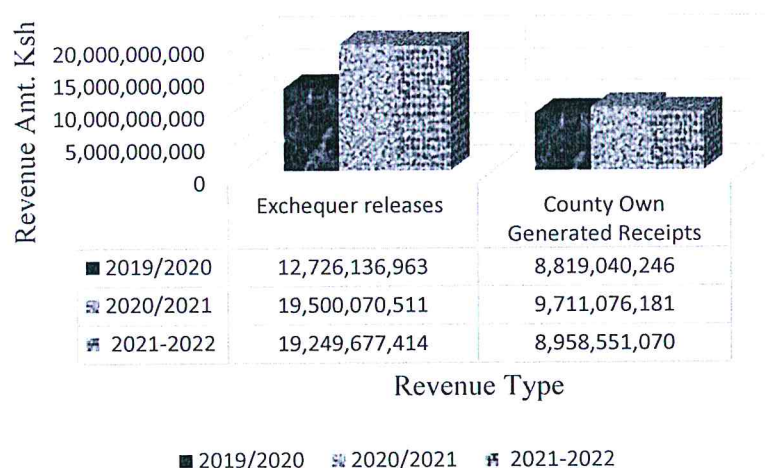 Revenue Amt. Ksh
20,000,000,000
15,000,000,000
10,000,000,000
5,000,000,000
0
Exchequer releases
County Own
Generated Receipts
2019/2020 12,726,136,963 8,819,040,246
2020/2021 19,500,070,511 9,711,076,181
2021-2022 19,249,677,414 8,958,551,070
Revenue Type
2019/2020 2020/2021 2021-2022